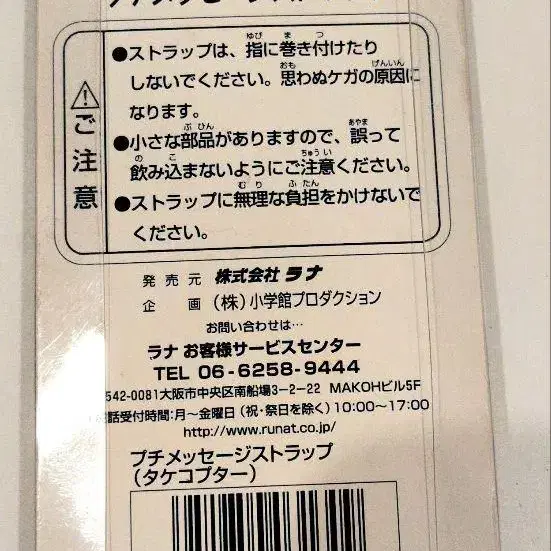 ⚠ご注意
●ストラップは、指に巻き付けたり
しないでください。思わぬケガの原因に
なります。
●小さな部品がありますので、誤って
飲み込まないようにご注意ください。
●ストラップに無理な負担をかけないで
ください。
発売元 株式会社 ラナ
企画 (株)小学館プロダクション
お問い合わせは…
ラナ お客様サービスセンター
TEL 06-6258-9444
542-0081大阪市中央区南船場3-2-22 MAKOHビル5F
話受付時間:月~金曜日(祝・祭日を除く)10:00~17:00
http://www.runat.co.jp/
プチメッセージストラップ
(タケコプター)